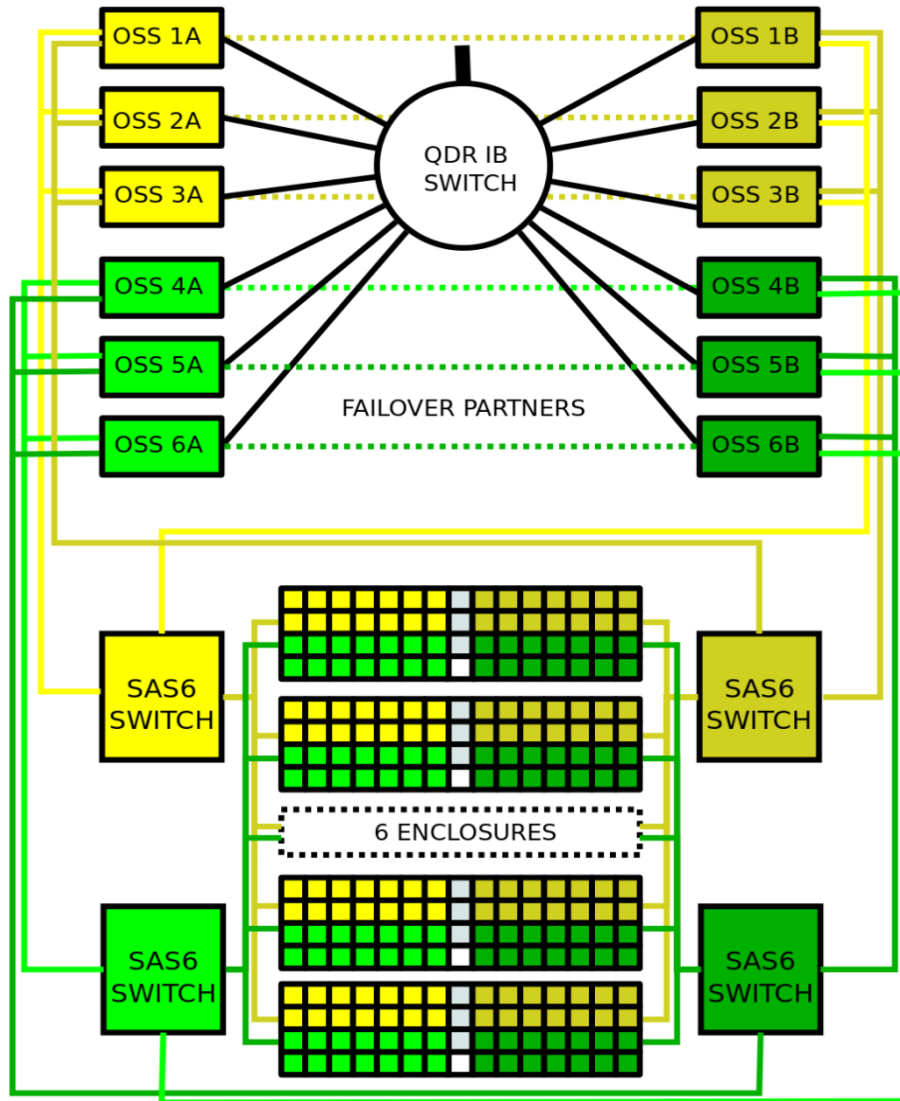 OSS 1A
OSS 1B
OSS 2A
OSS 2B
QDR IB
SWITCH
OSS 3A
OSS 3B
OSS 4A
OSS 4B
OSS 5A
OSS 5B
FAILOVER PARTNERS
OSS 6A
OSS 6B
SAS6
SWITCH
SAS6
SWITCH
6 ENCLOSURES
SAS6
SWITCH
SAS6
SWITCH